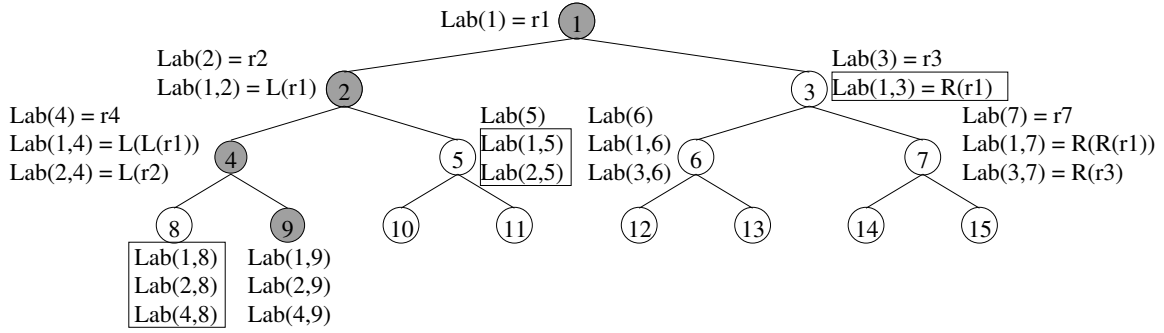 Lab(1) = r1
1
Lab(2) = r2
Lab(1,2) = L(r1)
2
Lab(3) = r3
Lab(1,3) = R(r1)
3
Lab(4) = r4
Lab(1,4) = L(L(r1))
Lab(2,4) = L(r2)
4
5
Lab(5)
Lab(1,5)
Lab(2,5)
Lab(6)
Lab(1,6)
Lab(3,6)
6
7
Lab(7) = r7
Lab(1,7) = R(R(r1))
Lab(3,7) = R(r3)
8 9 10 11 12 13 14 15
Lab(1,8)
Lab(2,8)
Lab(4,8)
Lab(1,9)
Lab(2,9)
Lab(4,9)